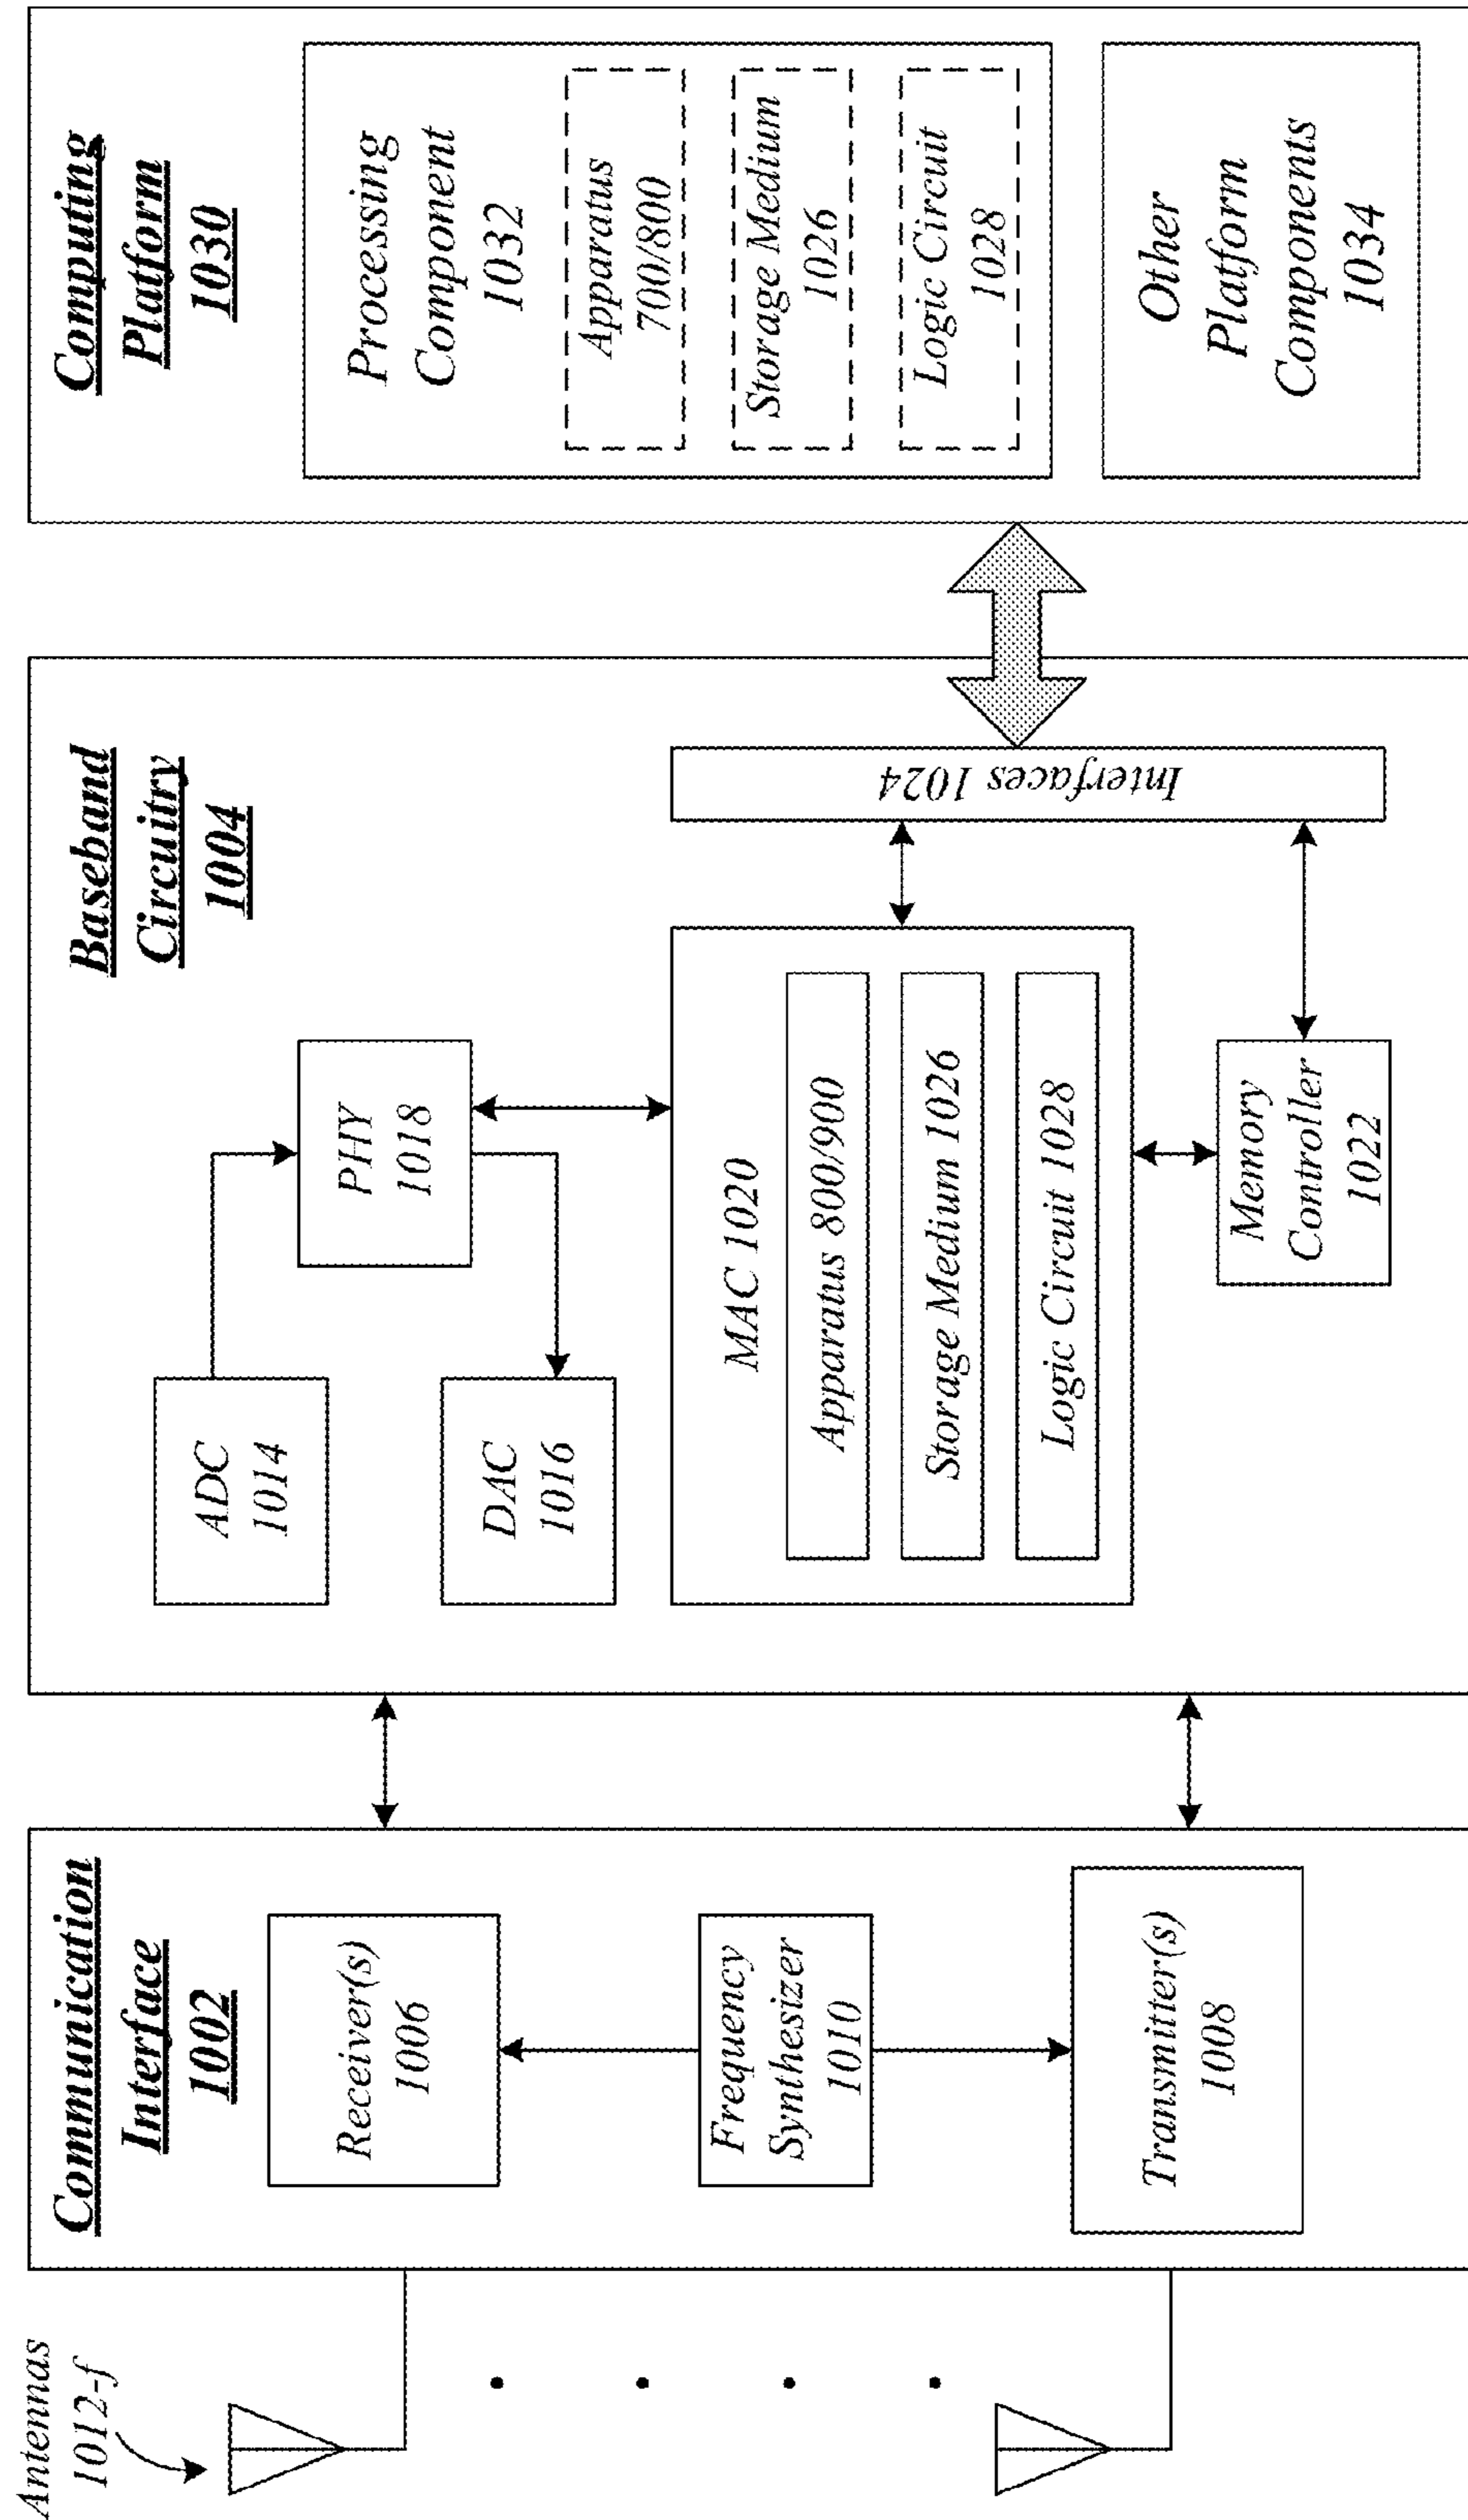 Antennas
1012-f
Communication
Interface
1002
Receiver(s)
1006
Frequency
Synthesizer
1010
Transmitter(s)
1008
Baseband
Circuitry
1004
ADC
1014
PHY
1018
DAC
1016
MAC 1020
Apparatus 800/900
Storage Medium 1026
Logic Circuit 1028
Memory
Controller
1022
Interfaces 1024
Computing
Platform
1030
Processing
Component
1032
Apparatus
700/800
Storage Medium
1026
Logic Circuit
1028
Other
Platform
Components
1034